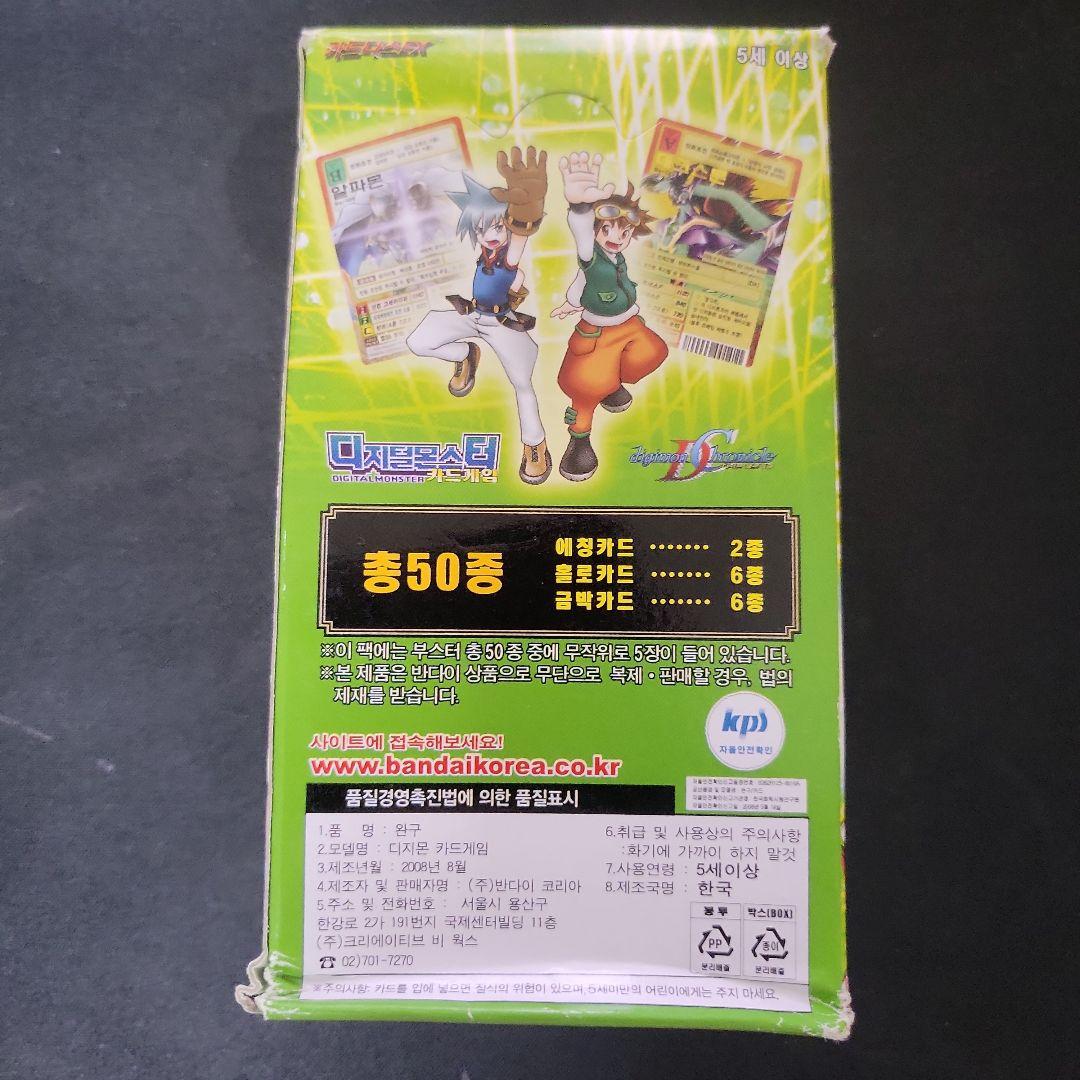 카드다스EX
5세 이상
B
알파몬
A
디지털몬스터
DIGITAL MONSTER 카드게임
digimon Chronicle
DC
총50종
에칭카드 ······· 2종
홀로카드 ······· 6종
금박카드 ······· 6종
※이 팩에는 부스터 총50종 중에 무작위로 5장이 들어 있습니다.
※본 제품은 반다이 상품으로 무단으로 복제·판매할 경우, 법의
제재를 받습니다.
kps
자율안전확인
사이트에 접속해보세요!
www.bandaikorea.co.kr
품질경영촉진법에 의한 품질표시
1.품 명 : 완구
2.모델명 : 디지몬 카드게임
3.제조년월 : 2008년 8월
4.제조자 및 판매자명 : (주)반다이 코리아
5.주소 및 전화번호 : 서울시 용산구
한강로 2가 191번지 국제센터빌딩 11층
(주)크리에이티브 비 웍스
☎ 02)701-7270
6.취급 및 사용상의 주의사항
:화기에 가까이 하지 말것
7.사용연령 : 5세이상
8.제조국명 : 한국
봉투
PP
분리배출
박스(BOX)
종이
분리배출
※주의사항: 카드를 입에 넣으면 질식의 위험이 있으며, 5세미만의 어린이에게는 주지 마세요.